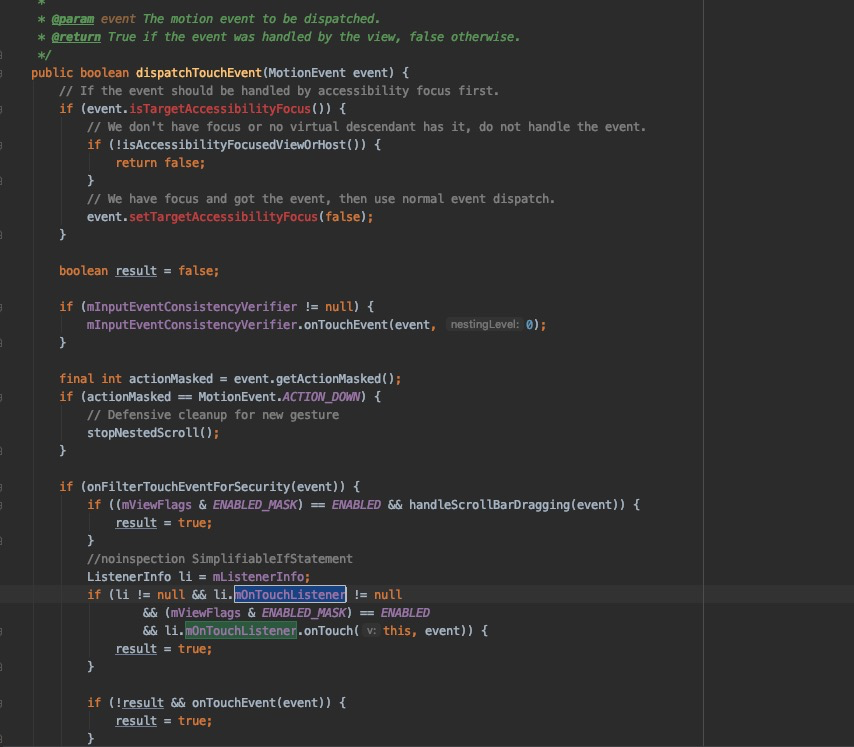 *
* @param event The motion event to be dispatched.
* @return True if the event was handled by the view, false otherwise.
*/
public boolean dispatchTouchEvent(MotionEvent event) {
// If the event should be handled by accessibility focus first.
if (event.isTargetAccessibilityFocus()) {
// We don't have focus or no virtual descendant has it, do not handle the event.
if (!isAccessibilityFocusedViewOrHost()) {
return false;
}
// We have focus and got the event, then use normal event dispatch.
event.setTargetAccessibilityFocus(false);
}
boolean result = false;
if (mInputEventConsistencyVerifier != null) {
mInputEventConsistencyVerifier.onTouchEvent(event, nestingLevel: 0);
}
final int actionMasked = event.getActionMasked();
if (actionMasked == MotionEvent.ACTION_DOWN) {
// Defensive cleanup for new gesture
stopNestedScroll();
}
if (onFilterTouchEventForSecurity(event)) {
if ((mViewFlags & ENABLED_MASK) == ENABLED && handleScrollBarDragging(event)) {
result = true;
}
//noinspection SimplifiableIfStatement
ListenerInfo li = mListenerInfo;
if (li != null && li.mOnTouchListener != null
&& (mViewFlags & ENABLED_MASK) == ENABLED
&& li.mOnTouchListener.onTouch( v: this, event)) {
result = true;
}
if (!result && onTouchEvent(event)) {
result = true;
}